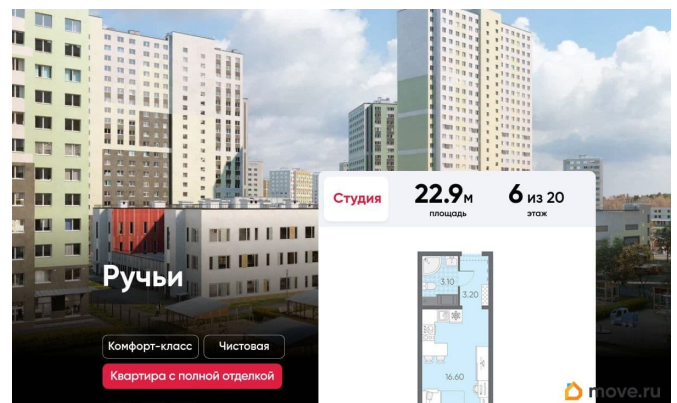 Студия
22.9 м
площадь
6 из 20
этаж
Ручьи
3.10
3.20
Комфорт-класс
Чистовая
Квартира с полной отделкой
16.60
move.ru